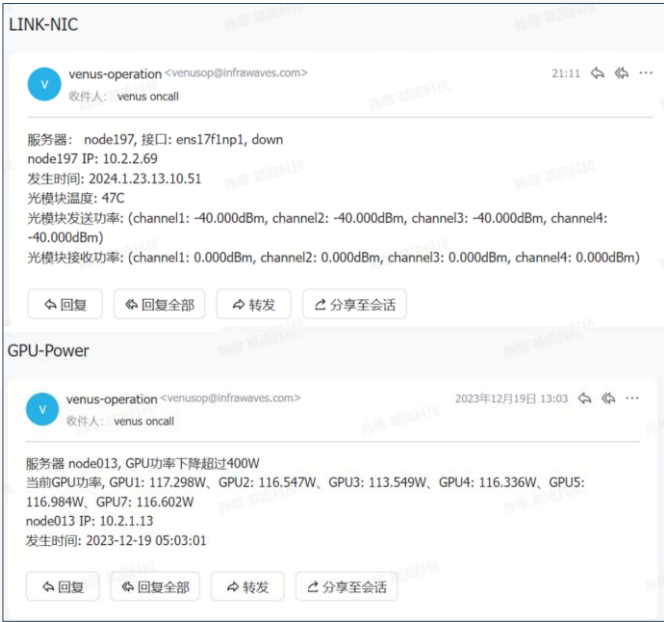 LINK-NIC
V
venus-operation <venusop@infrawaves.com>
21:11
收件人： venus oncall
服务器： node197, 接口: ens17f1np1, down
node197 IP: 10.2.2.69
发生时间: 2024.1.23.13.10.51
光模块温度: 47C
光模块发送功率: (channel1: -40.000dBm, channel2: -40.000dBm, channel3: -40.000dBm, channel4:
-40.000dBm)
光模块接收功率: (channel1: 0.000dBm, channel2: 0.000dBm, channel3: 0.000dBm, channel4: 0.000dBm)
回复 回复全部 转发 分享至会话
GPU-Power
V
venus-operation <venusop@infrawaves.com>
2023年12月19日 13:03
收件人： venus oncall
服务器 node013, GPU功率下降超过400W
当前GPU功率, GPU1: 117.298W、GPU2: 116.547W、GPU3: 113.549W、GPU4: 116.336W、GPU5:
116.984W、GPU7: 116.602W
node013 IP: 10.2.1.13
发生时间: 2023-12-19 05:03:01
回复 回复全部 转发 分享至会话